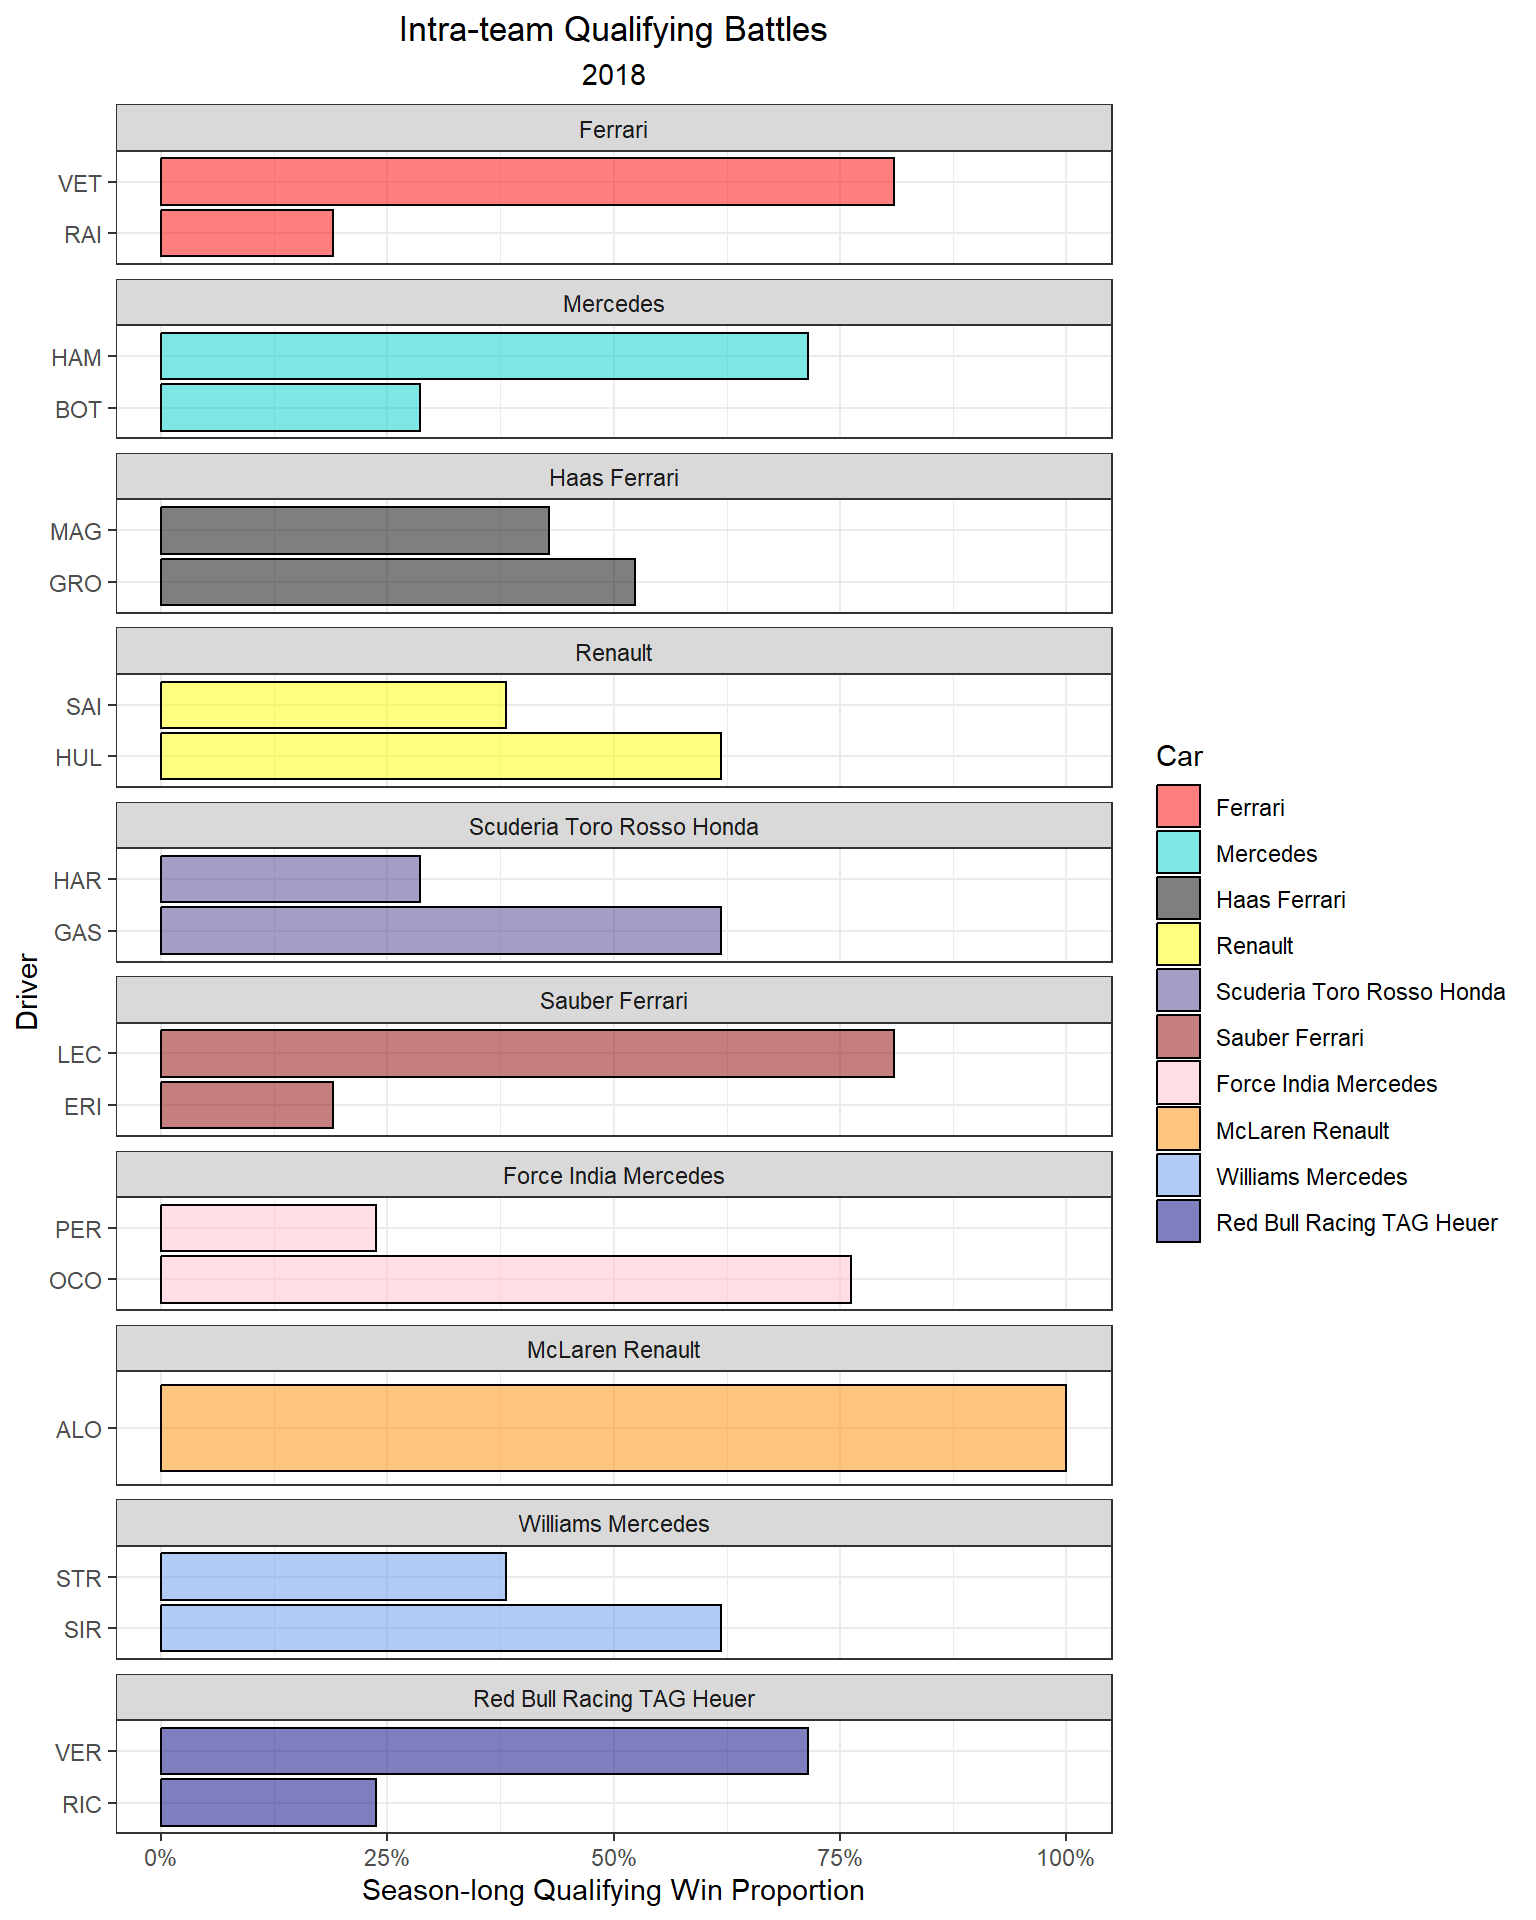 Intra-team Qualifying Battles
2018
Ferrari
VET
RAI
Mercedes
HAM
BOT
Haas Ferrari
MAG
GRO
Renault
SAI
HUL
Scuderia Toro Rosso Honda
HAR
GAS
Sauber Ferrari
LEC
ERI
Force India Mercedes
PER
OCO
McLaren Renault
ALO
Williams Mercedes
STR
SIR
Red Bull Racing TAG Heuer
VER
RIC
0% 25% 50% 75% 100%
Season-long Qualifying Win Proportion
Driver
Car
Ferrari
Mercedes
Haas Ferrari
Renault
Scuderia Toro Rosso Honda
Sauber Ferrari
Force India Mercedes
McLaren Renault
Williams Mercedes
Red Bull Racing TAG Heuer